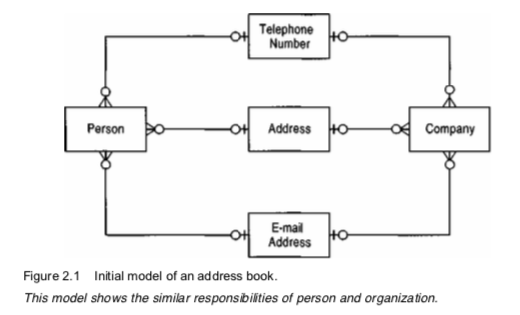 Telephone
Number
Person
Address
Company
E-mail
Address
Figure 2.1 Initial model of an address book.
This model shows the similar responsibilities of person and organization.